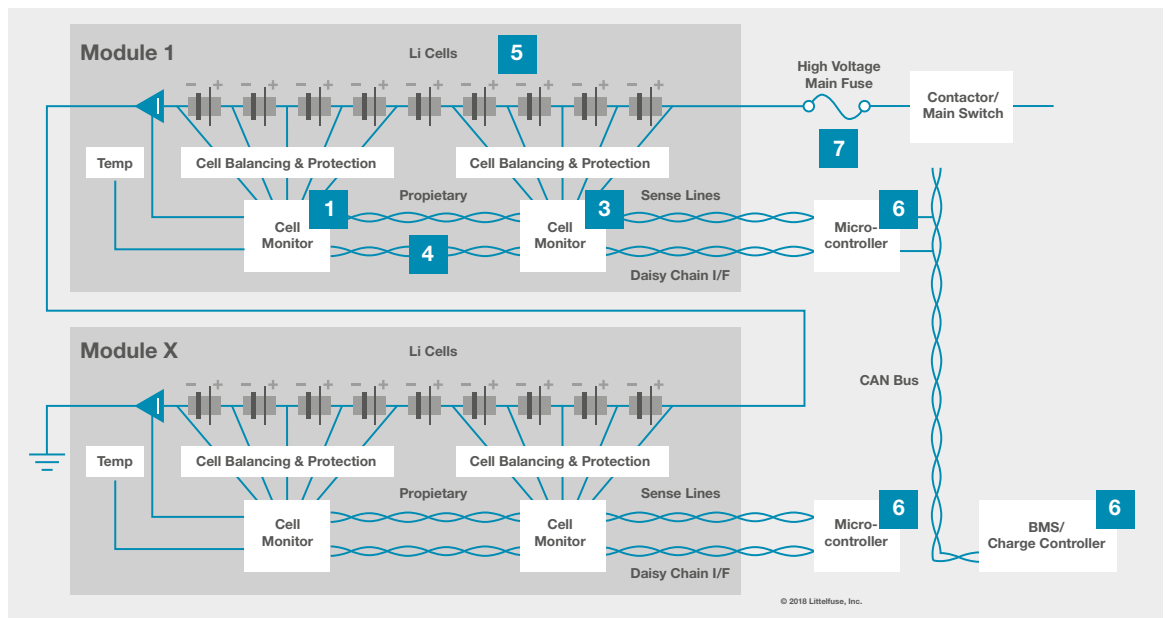 Module 1
Li Cells
5
− + − + − + − + − + − + − + − + − +
High Voltage
Main Fuse
7
Contactor/
Main Switch
Temp
Cell Balancing & Protection
Cell Balancing & Protection
Cell
Monitor
1
Propietary
4
Cell
Monitor
3
Sense Lines
Daisy Chain I/F
Micro-
controller
6
CAN Bus
Module X
Li Cells
− + − + − + − + − + − + − + − + − +
Temp
Cell Balancing & Protection
Cell Balancing & Protection
Cell
Monitor
Propietary
Cell
Monitor
Sense Lines
Daisy Chain I/F
Micro-
controller
6
BMS/
Charge Controller
6
© 2018 Littelfuse, Inc.